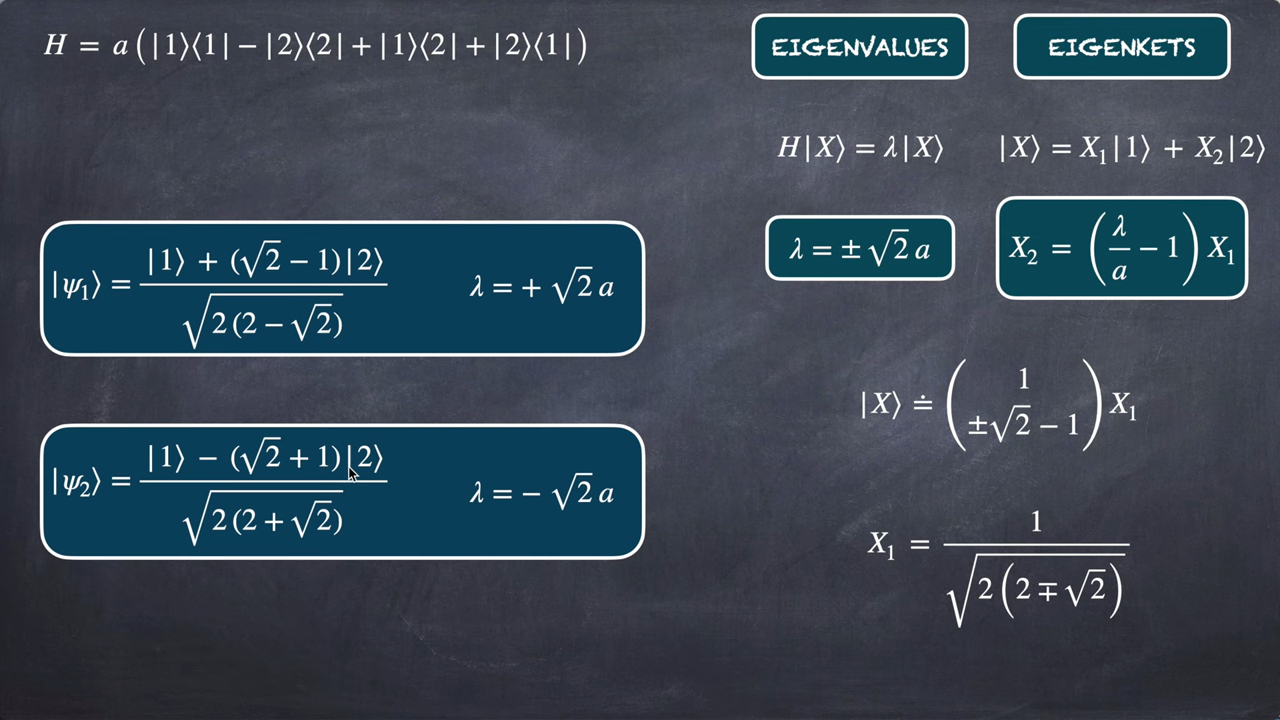 H = a (|1⟩⟨1| − |2⟩⟨2| + |1⟩⟨2| + |2⟩⟨1|)
EIGENVALUES
EIGENKETS
H|X⟩ = λ|X⟩
|X⟩ = X₁|1⟩ + X₂|2⟩
λ = ± √2 a
X₂ = (λ/a − 1) X₁
|ψ₁⟩ = (|1⟩ + (√2 − 1)|2⟩) / √(2 (2 − √2))
λ = + √2 a
|X⟩ ≐ (1 ; ±√2 − 1) X₁
|ψ₂⟩ = (|1⟩ − (√2 + 1)|2⟩) / √(2 (2 + √2))
λ = − √2 a
X₁ = 1 / √(2 (2 ∓ √2))